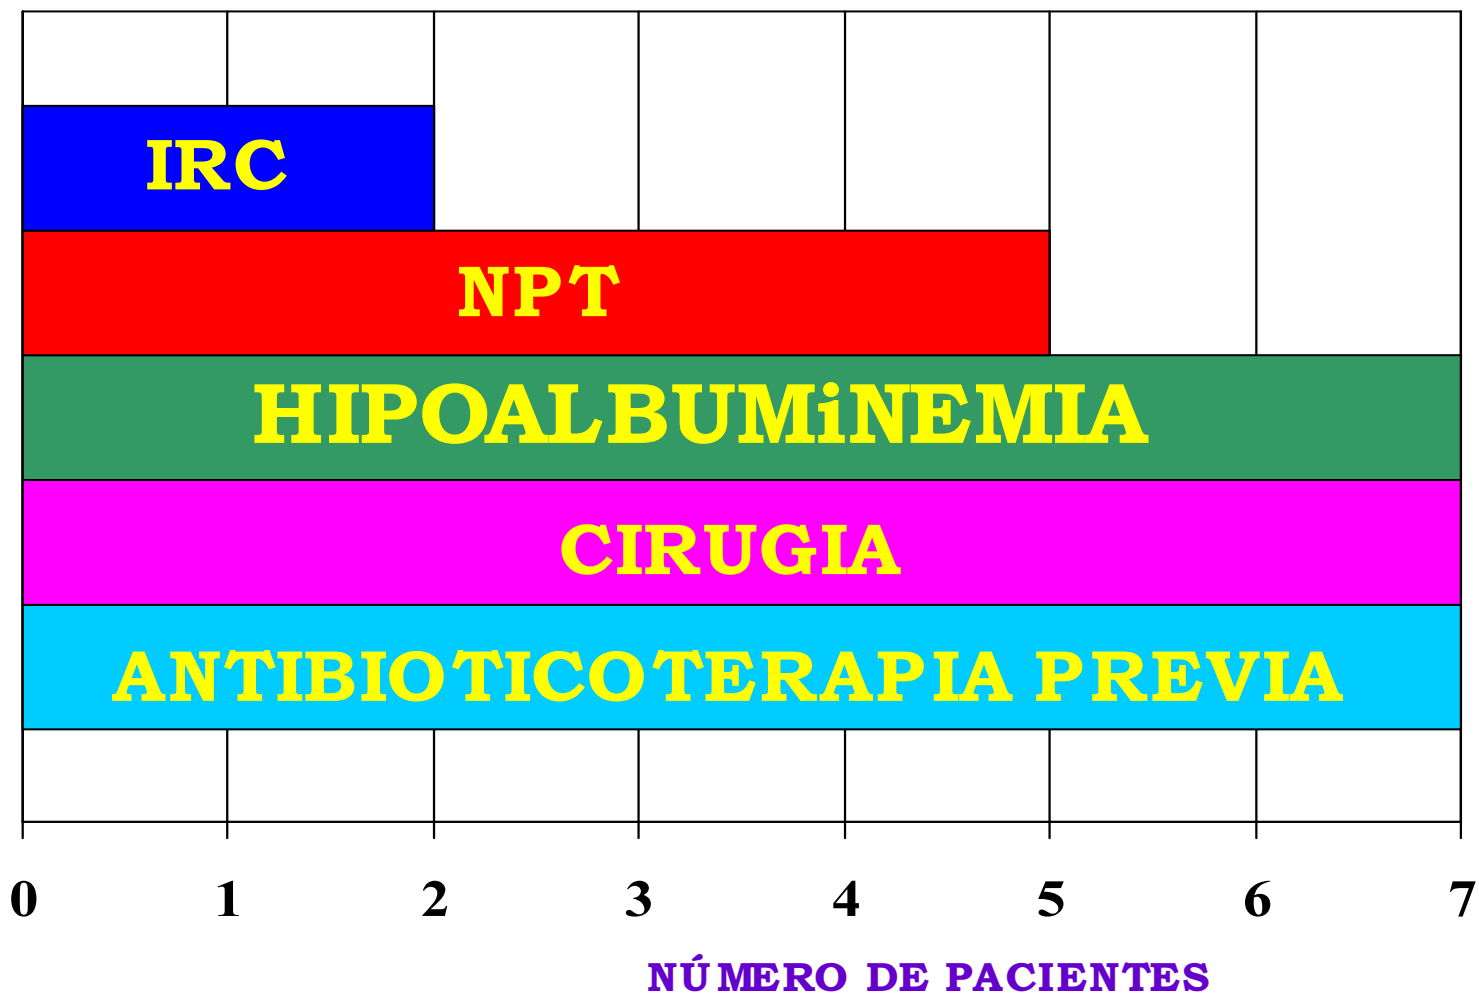 IRC
NPT
HIPOALBUMiNEMIA
CIRUGIA
ANTIBIOTICOTERAPIA PREVIA
0 1 2 3 4 5 6 7
NÚMERO DE PACIENTES